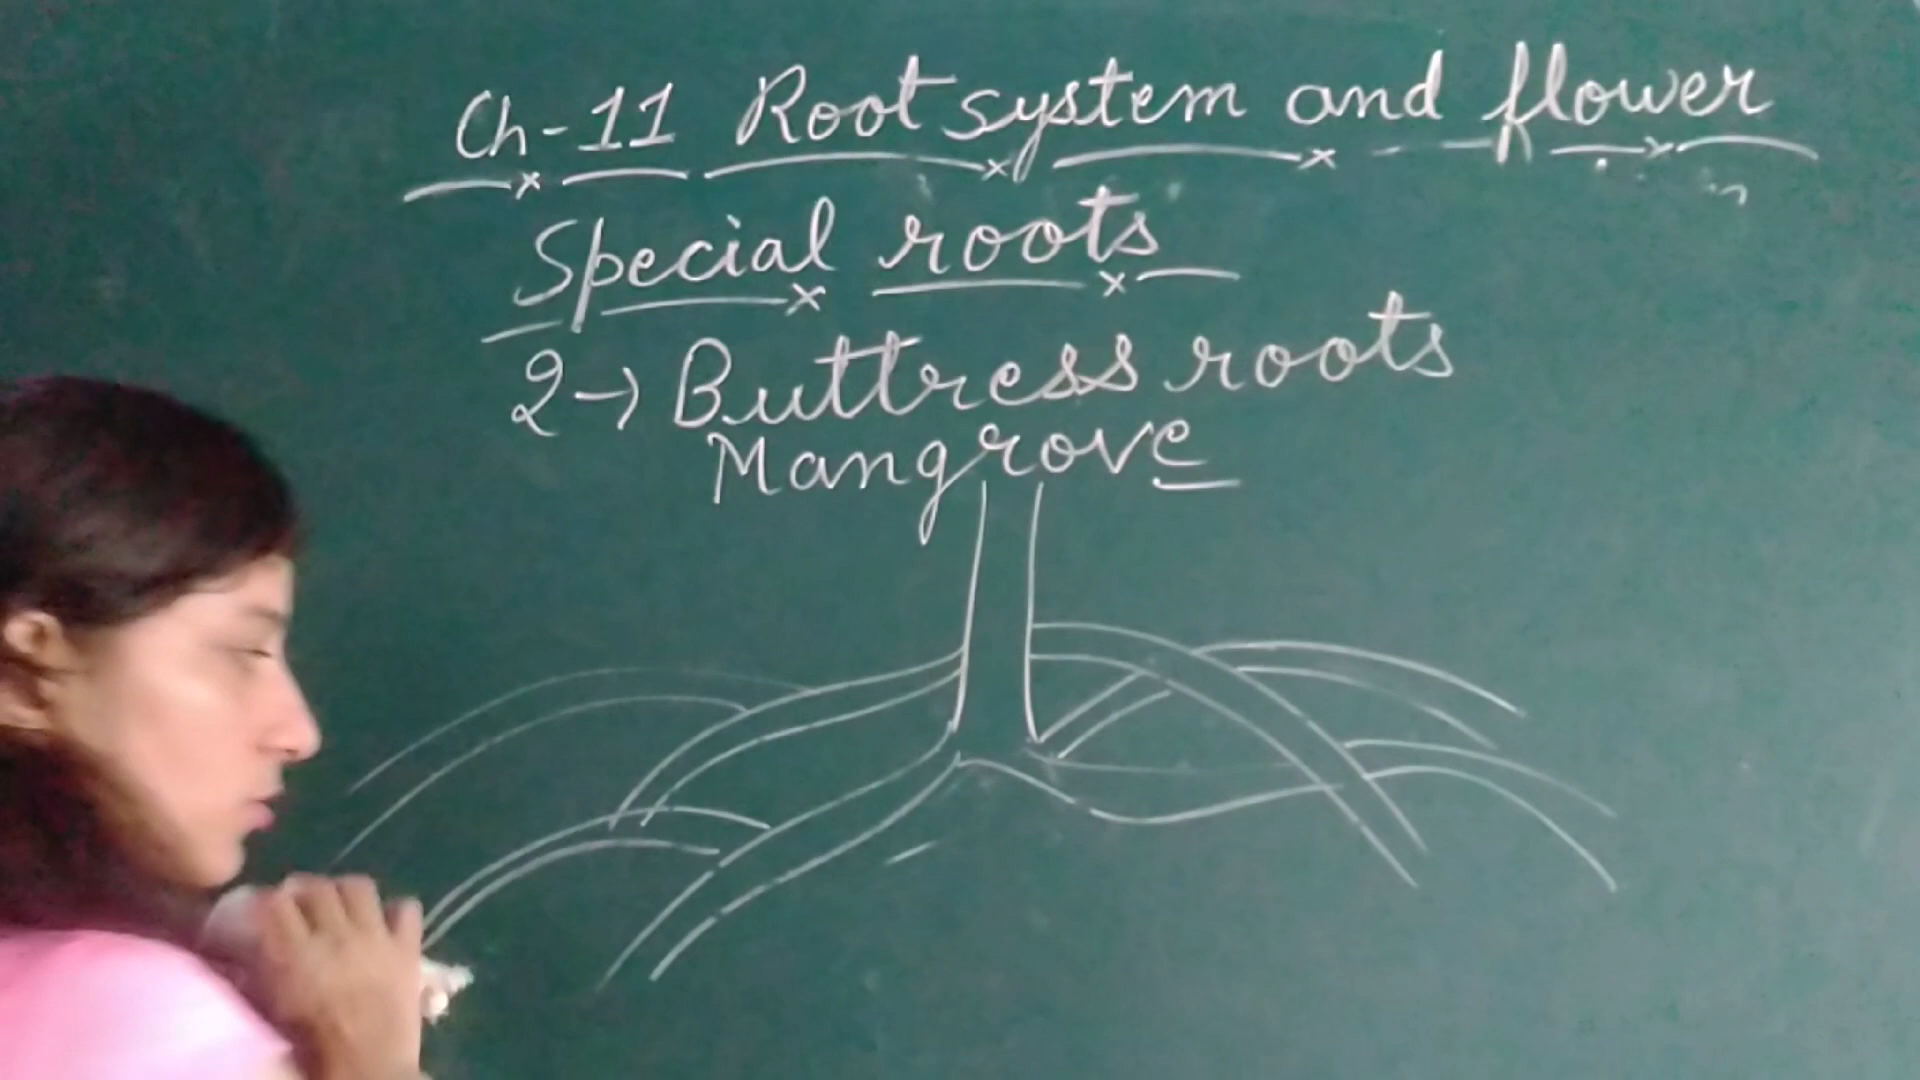 Ch-11 Root system and flower
Special roots
2→ Buttress roots
Mangrove